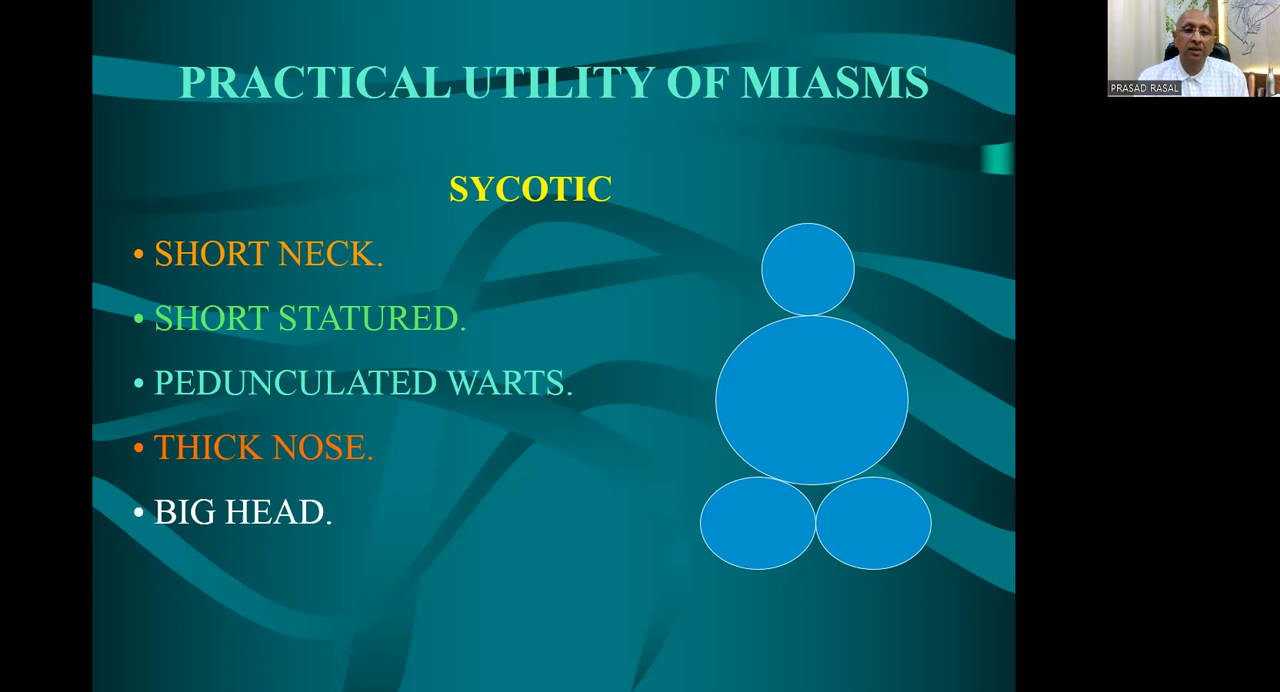 PRACTICAL UTILITY OF MIASMS
SYCOTIC
• SHORT NECK.
• SHORT STATURED.
• PEDUNCULATED WARTS.
• THICK NOSE.
• BIG HEAD.
PRASAD RASAL